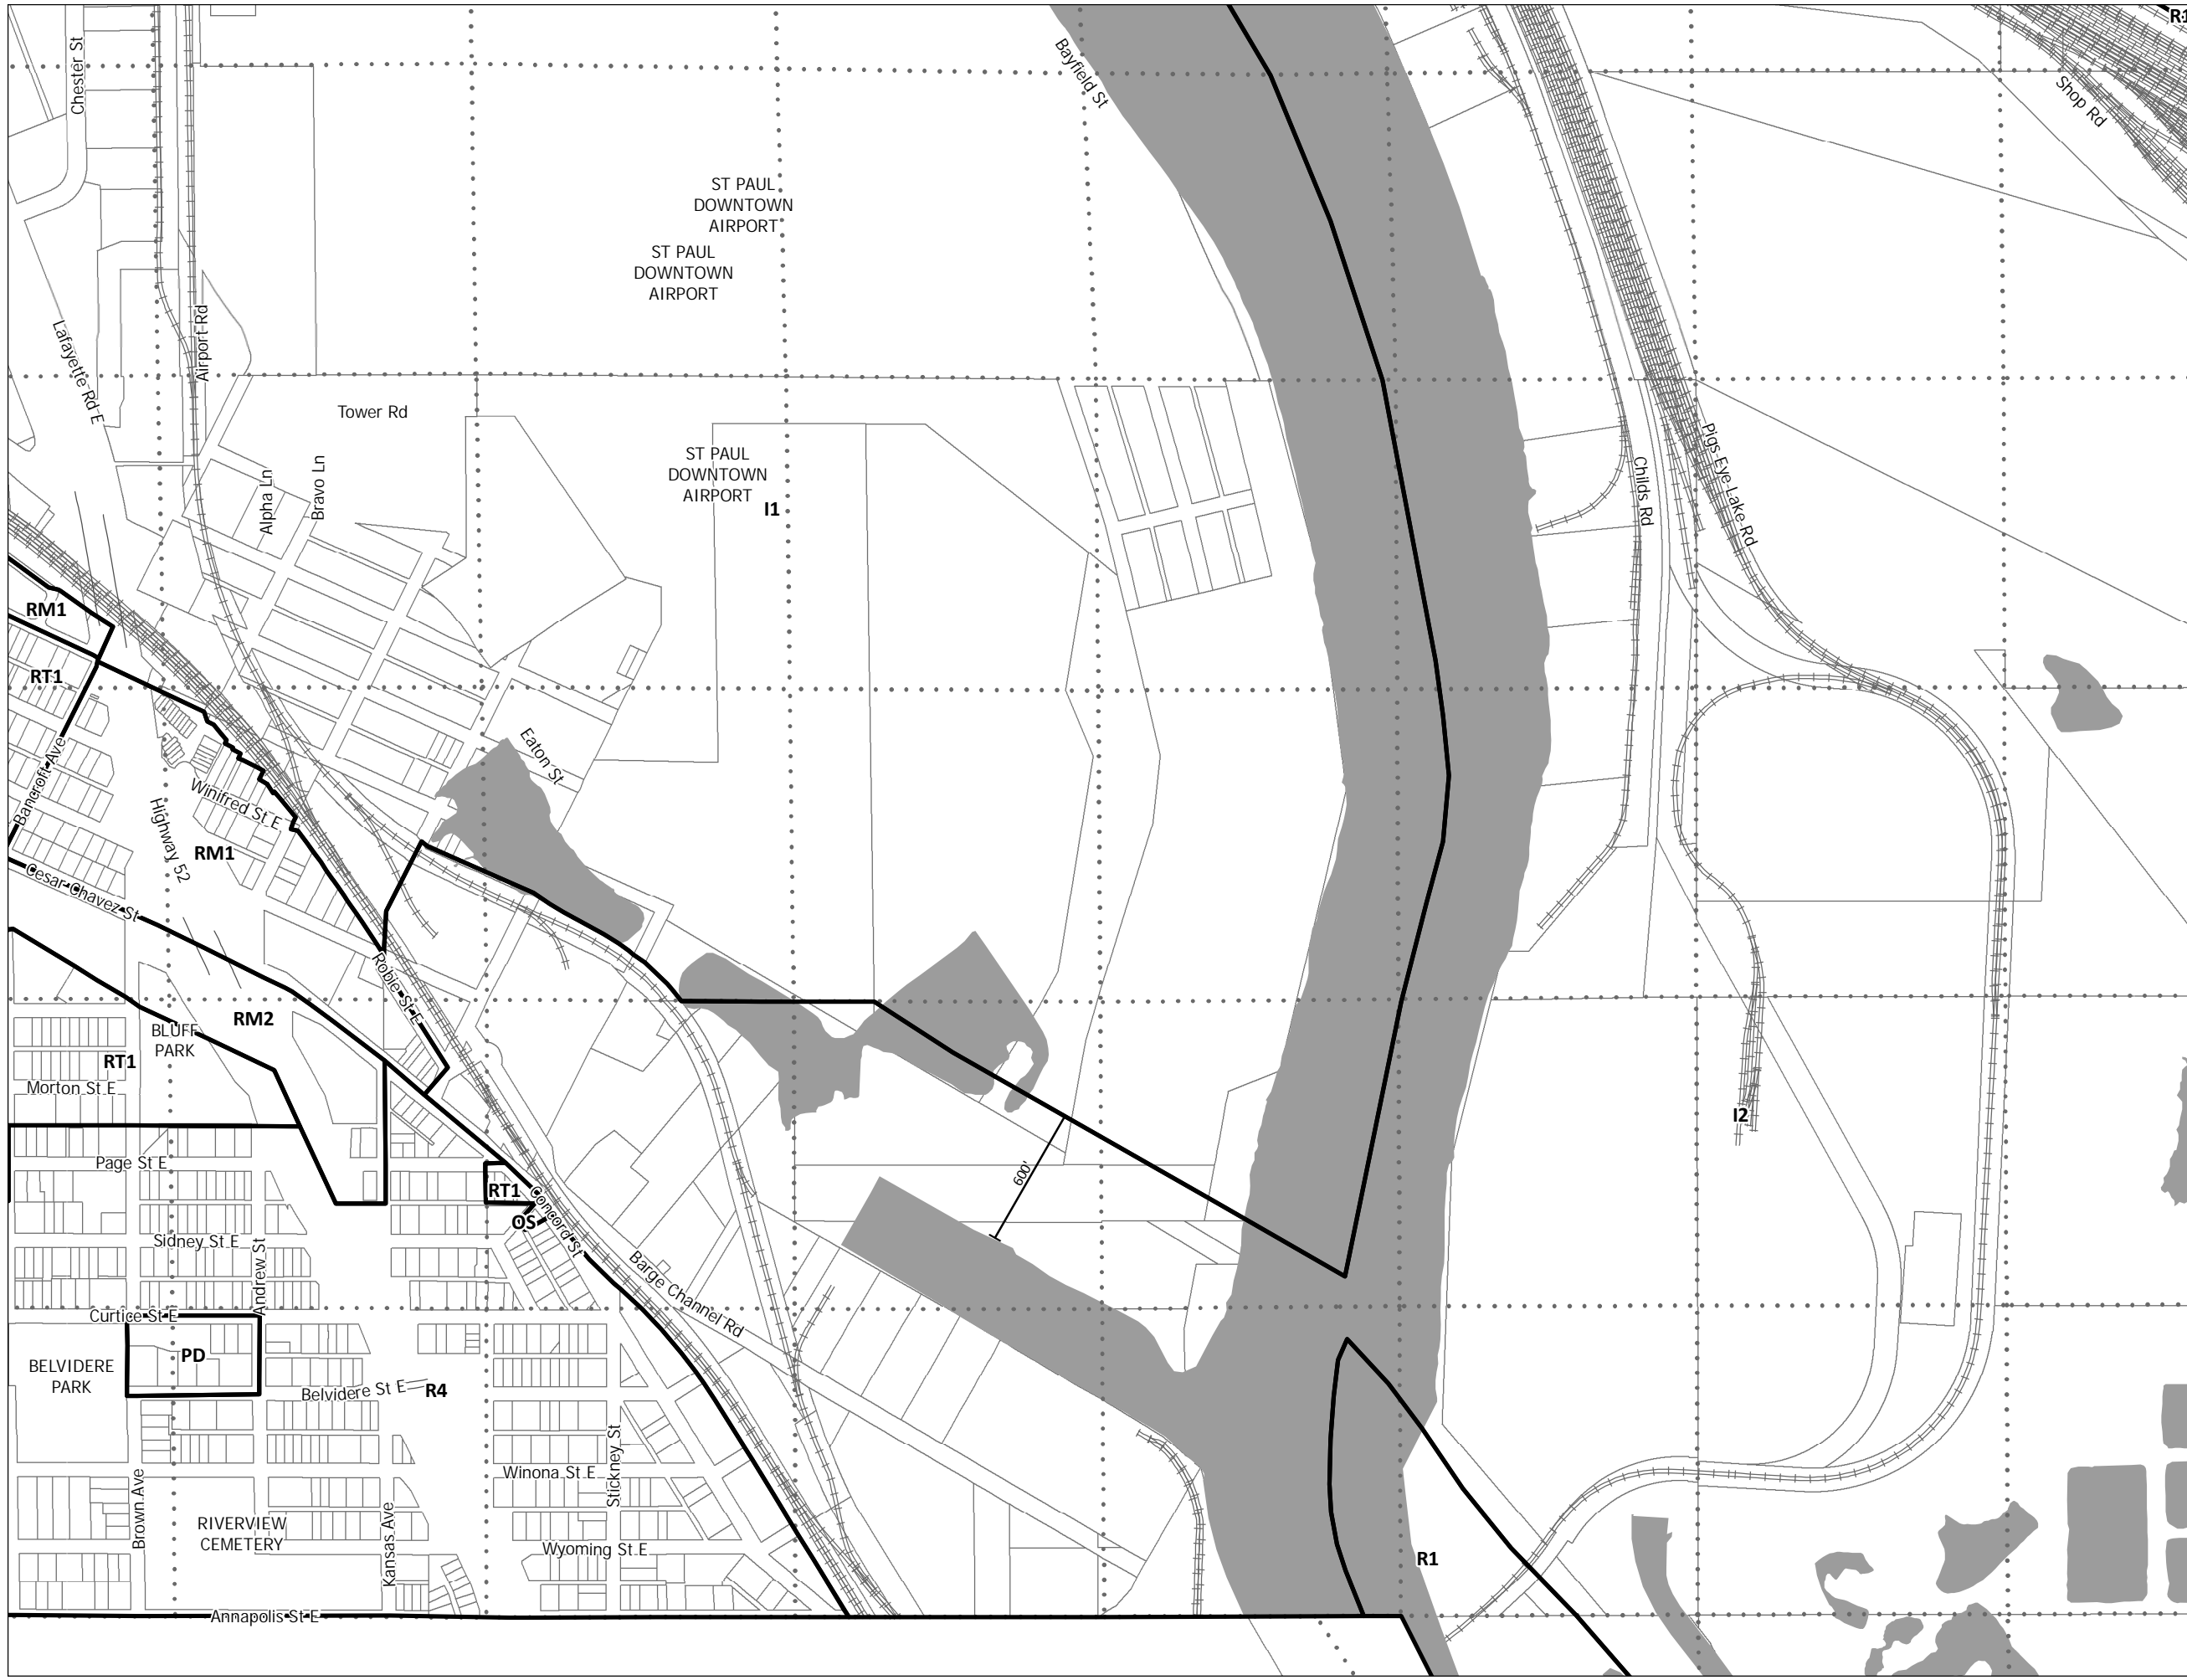 R1
Chester St
Bayfield St
Shop Rd
ST PAUL
DOWNTOWN
AIRPORT
ST PAUL
DOWNTOWN
AIRPORT
Lafayette Rd E
Airport Rd
Tower Rd
Alpha Ln
Bravo Ln
ST PAUL
DOWNTOWN
AIRPORT
I1
Childs Rd
Pigs Eye Lake Rd
RM1
RT1
Eaton St
Bancroft Ave
Winifred St E
Highway 52
RM1
Cesar Chavez St
Robie St E
RM2
BLUFF
PARK
RT1
Morton St E
I2
Page St E
600'
RT1
OS
Concord St
Sidney St E
Andrew St
Barge Channel Rd
Curtice St E
PD
BELVIDERE
PARK
Belvidere St E
R4
Stickney St
Winona St E
Brown Ave
RIVERVIEW
CEMETERY
Kansas Ave
Wyoming St E
R1
Annapolis St E